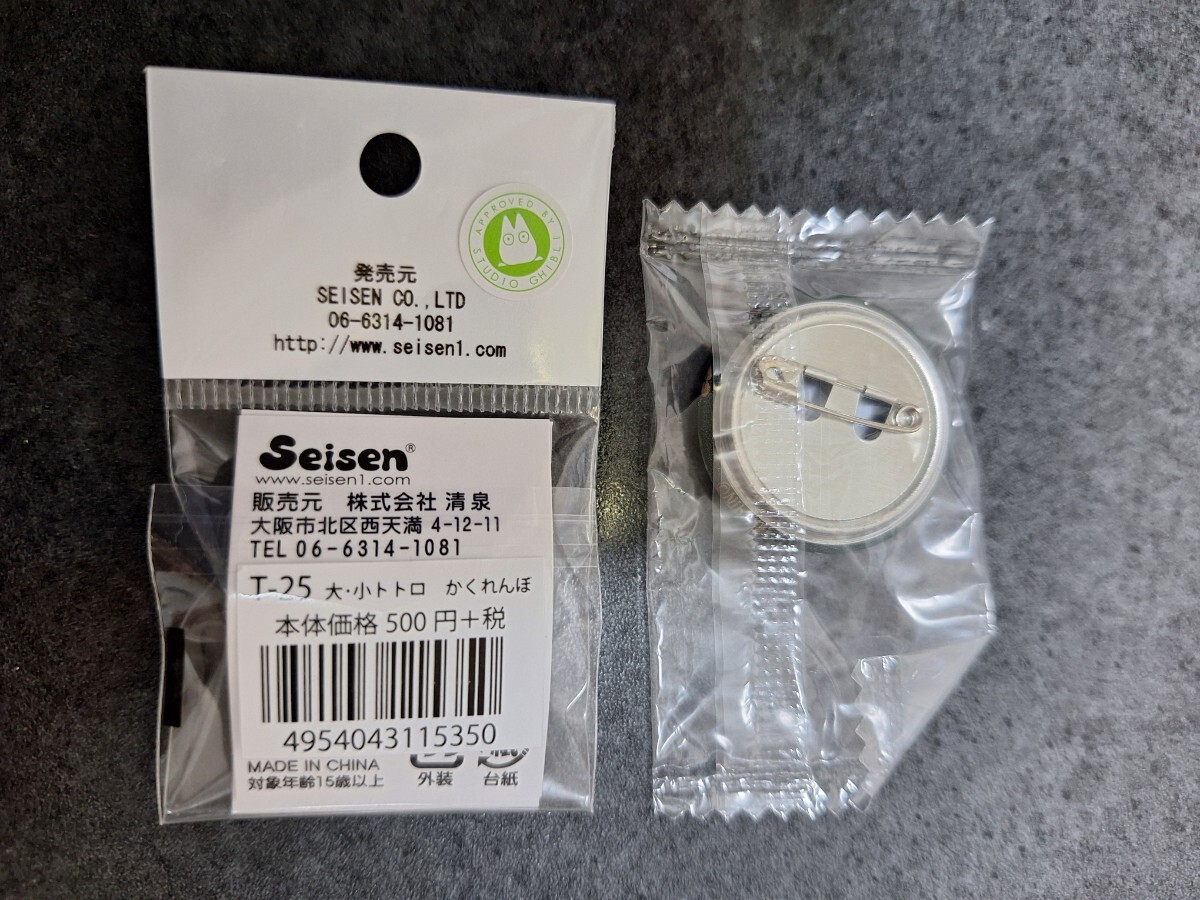 APPROVED BY STUDIO GHIBLI
発売元
SEISEN CO.,LTD
06-6314-1081
http://www.seisen1.com
Seisen®
www.seisen1.com
販売元 株式会社 清泉
大阪市北区西天満 4-12-11
TEL 06-6314-1081
T-25 大・小トトロ かくれんぼ
本体価格 500 円+税
4954043115350
MADE IN CHINA
対象年齢15歳以上
外装 台紙